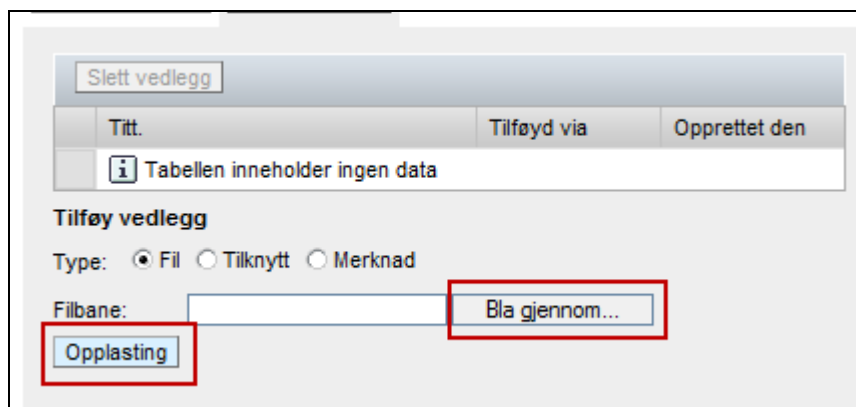 Slett vedlegg
Titt. Tilføyd via Opprettet den
Tabellen inneholder ingen data
Tilføy vedlegg
Type: Fil Tilknytt Merknad
Filbane: Bla gjennom...
Opplasting